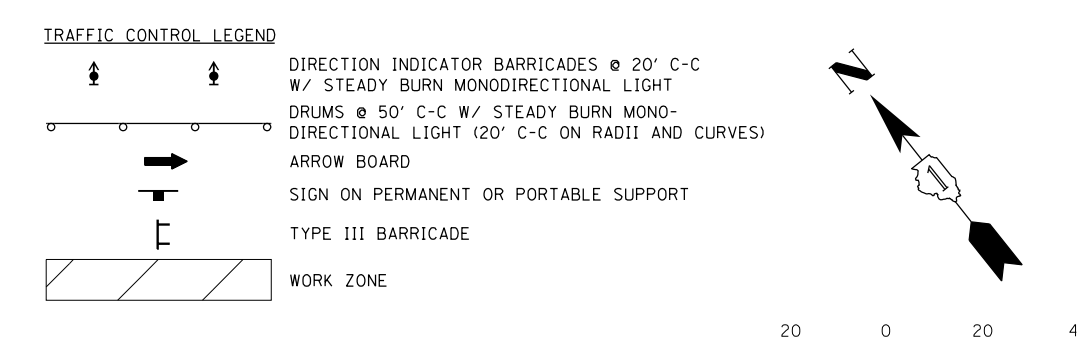 TRAFFIC CONTROL LEGEND
DIRECTION INDICATOR BARRICADES @ 20' C-C
W/ STEADY BURN MONODIRECTIONAL LIGHT
DRUMS @ 50' C-C W/ STEADY BURN MONO-
DIRECTIONAL LIGHT (20' C-C ON RADII AND CURVES)
ARROW BOARD
SIGN ON PERMANENT OR PORTABLE SUPPORT
TYPE III BARRICADE
WORK ZONE
N
20 0 20 4